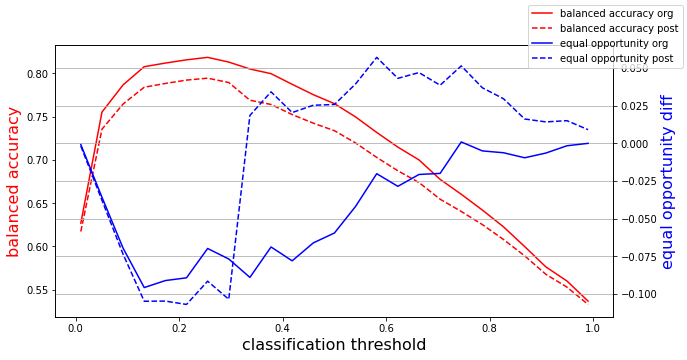 balanced accuracy org
balanced accuracy post
equal opportunity org
equal opportunity post
balanced accuracy
0.80
0.75
0.70
0.65
0.60
0.55
0.050
0.025
0.000
−0.025
−0.050
−0.075
−0.100
equal opportunity diff
0.0
0.2
0.4
0.6
0.8
1.0
classification threshold